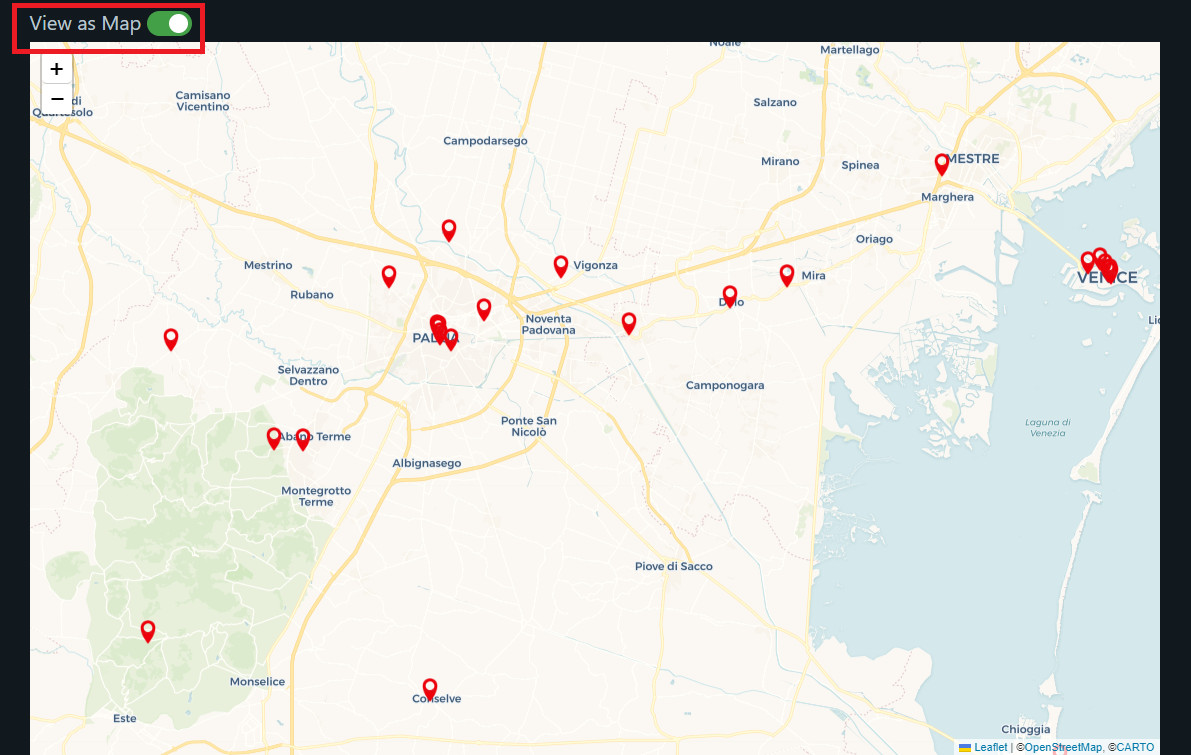 View as Map
Noale
Martellago
+
−
di
Quartesolo
Camisano
Vicentino
Salzano
Campodarsego
Mirano
Spinea
MESTRE
Marghera
Oriago
Mestrino
Vigonza
Mira
VENICE
Rubano
Dolo
Noventa
Padovana
PADUA
Selvazzano
Dentro
Camponogara
Ponte San
Nicolò
Laguna di
Venezia
Abano Terme
Albignasego
Montegrotto
Terme
Piove di Sacco
Monselice
Conselve
Este
Chioggia
Leaflet | ©OpenStreetMap, ©CARTO